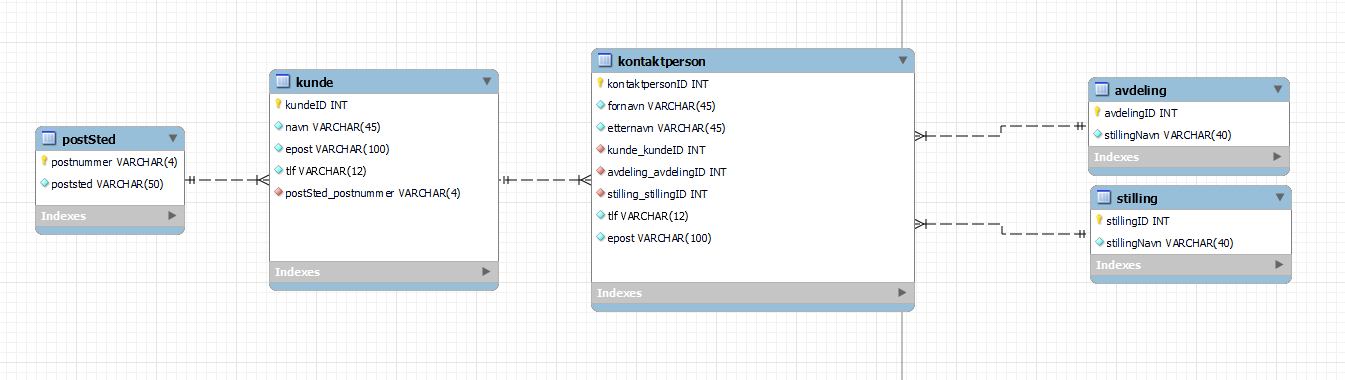 postSted
postnummer VARCHAR(4)
poststed VARCHAR(50)
Indexes
kunde
kundeID INT
navn VARCHAR(45)
epost VARCHAR(100)
tlf VARCHAR(12)
postSted_postnummer VARCHAR(4)
Indexes
kontaktperson
kontaktpersonID INT
fornavn VARCHAR(45)
etternavn VARCHAR(45)
kunde_kundeID INT
avdeling_avdelingID INT
stilling_stillingID INT
tlf VARCHAR(12)
epost VARCHAR(100)
Indexes
avdeling
avdelingID INT
stillingNavn VARCHAR(40)
Indexes
stilling
stillingID INT
stillingNavn VARCHAR(40)
Indexes